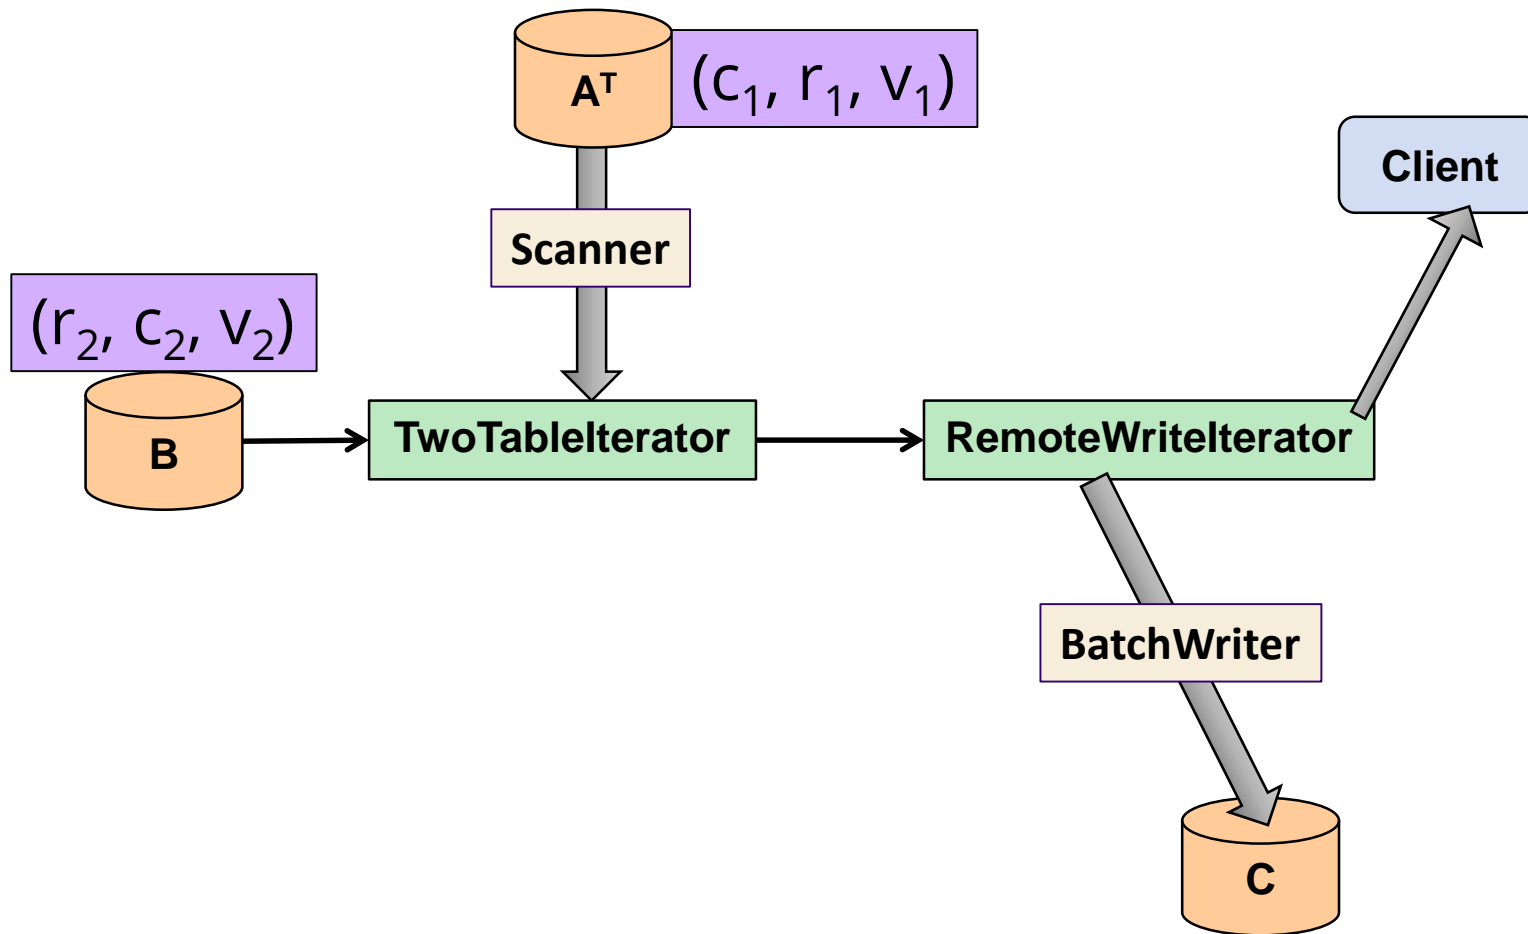 Aᵀ
(c₁, r₁, v₁)
Client
Scanner
(r₂, c₂, v₂)
B
TwoTableIterator
RemoteWriteIterator
BatchWriter
C